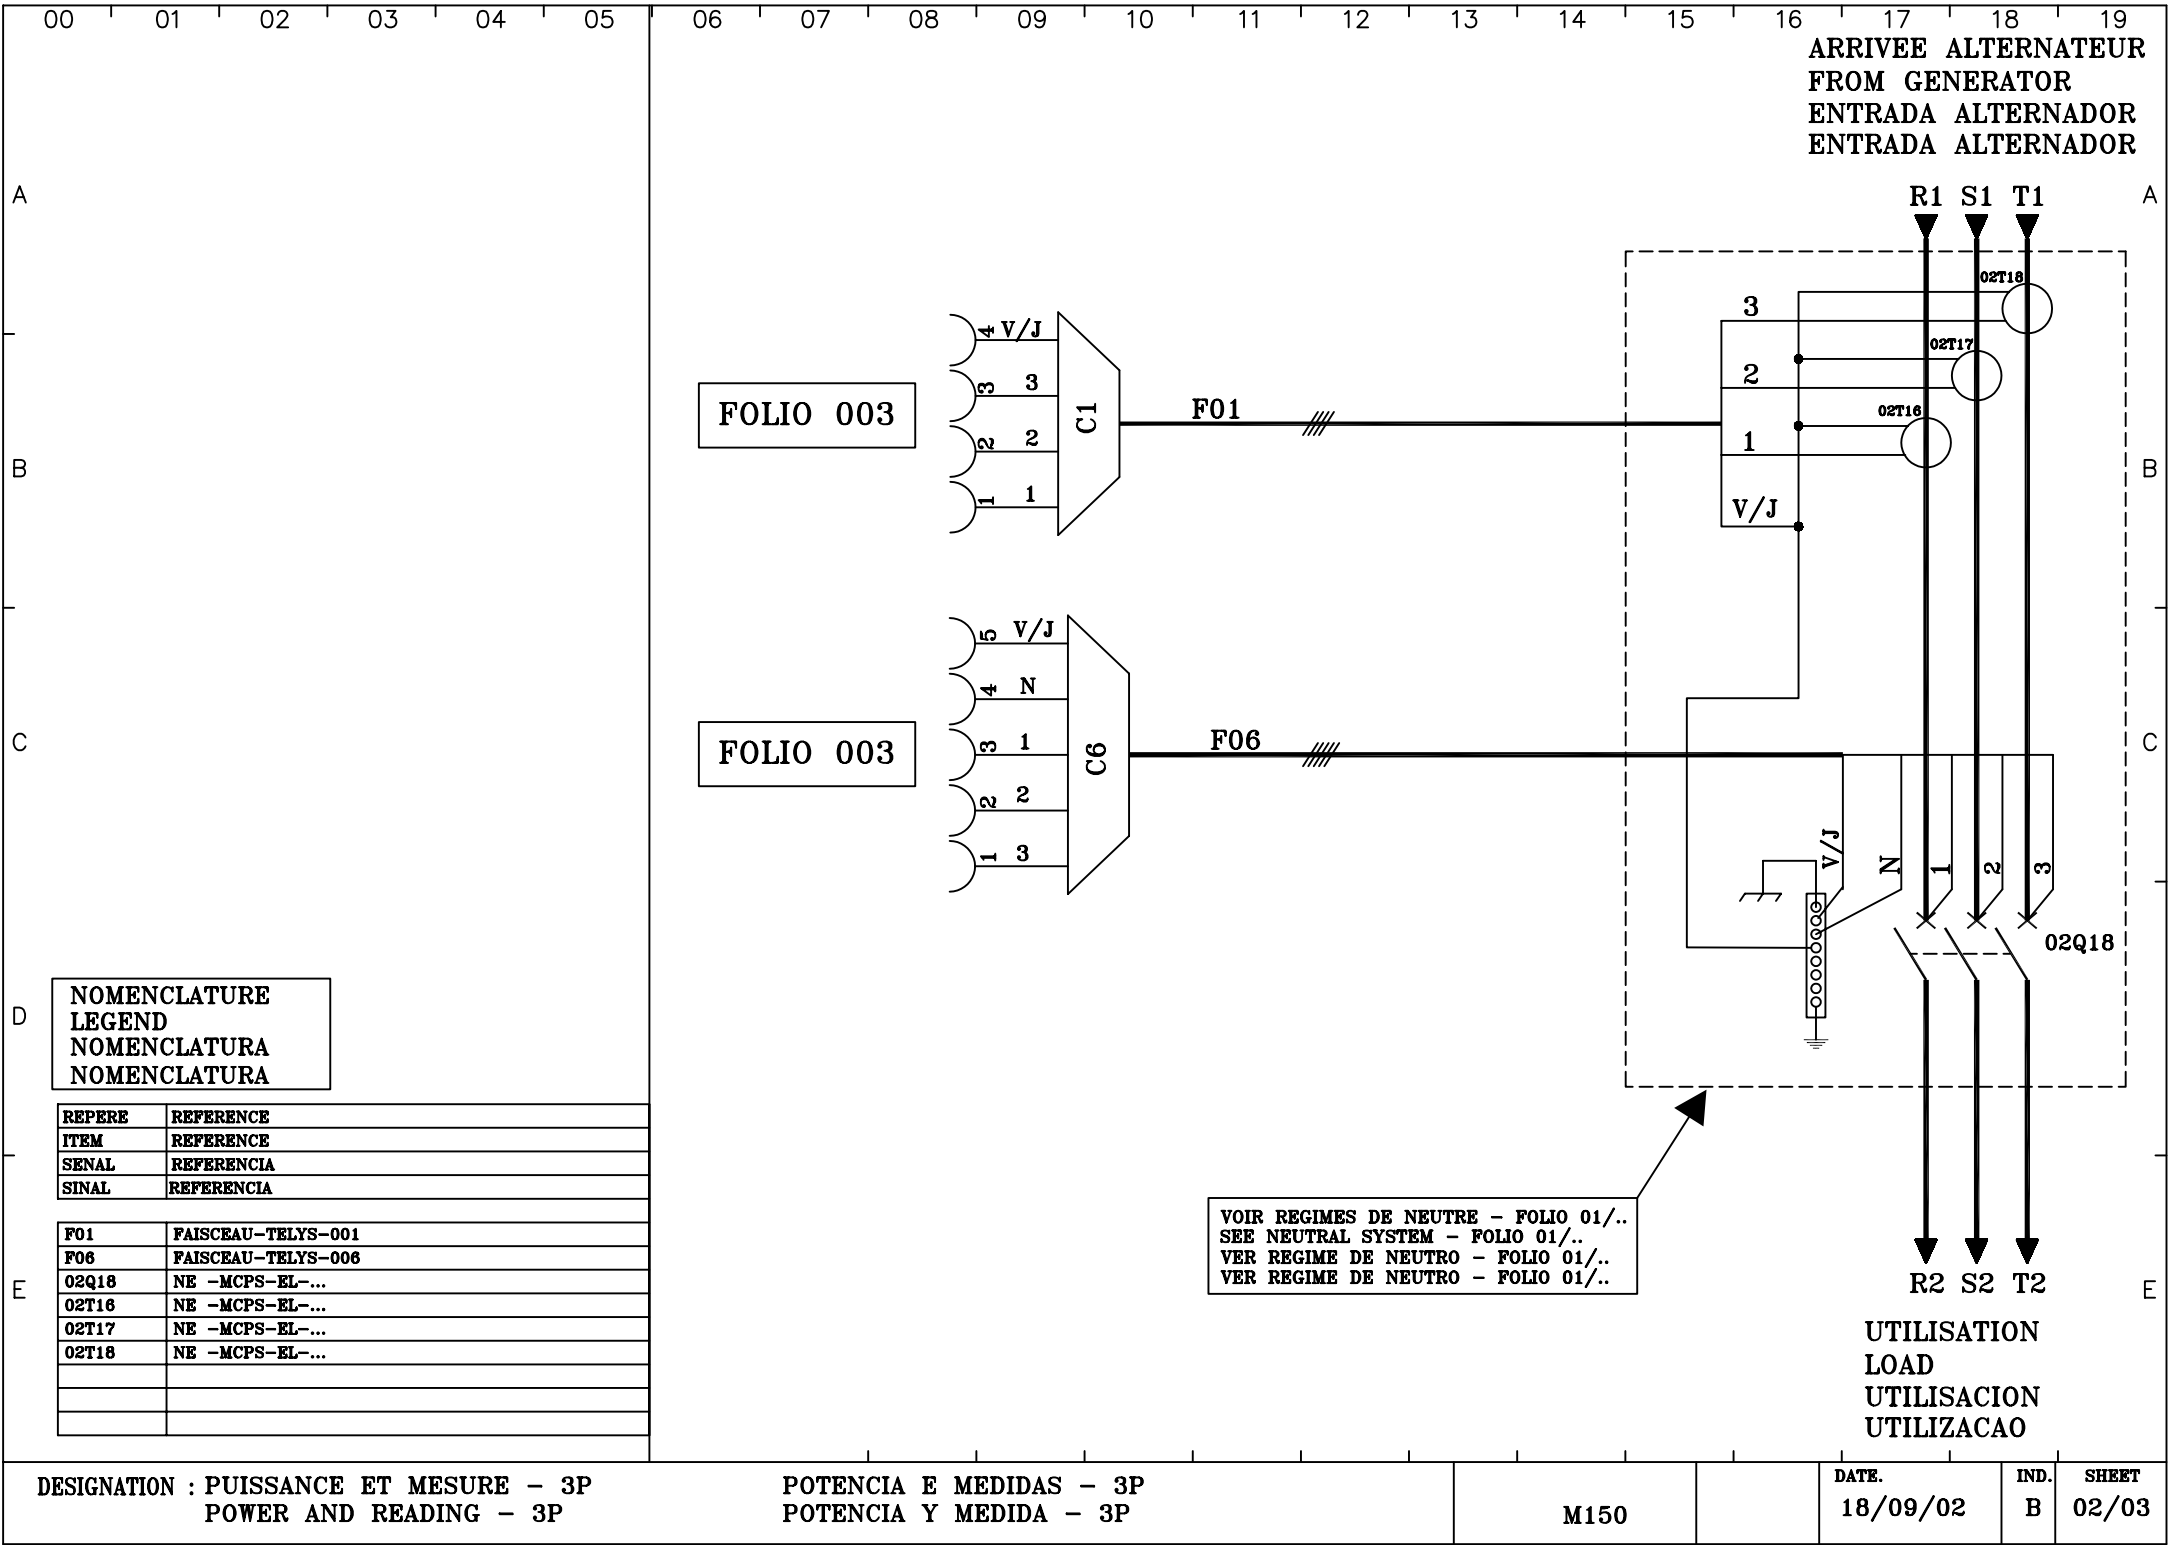 00 01 02 03 04 05 06 07 08 09 10 11 12 13 14 15 16 17 18 19
ARRIVEE ALTERNATEUR
FROM GENERATOR
ENTRADA ALTERNADOR
ENTRADA ALTERNADOR
A
A
R1 S1 T1
02T18
3
02T17
2
02T16
1
V/J
4 V/J
3 3
2 2
1 1
C1
F01
FOLIO 003
B
B
5 V/J
4 N
3 1
2 2
1 3
C6
F06
FOLIO 003
C
C
V/J N 1 2 3
02Q18
NOMENCLATURE
LEGEND
NOMENCLATURA
NOMENCLATURA
D
REPERE REFERENCE
ITEM REFERENCE
SENAL REFERENCIA
SINAL REFERENCIA
F01 FAISCEAU-TELYS-001
F06 FAISCEAU-TELYS-006
02Q18 NE -MCPS-EL-...
02T16 NE -MCPS-EL-...
02T17 NE -MCPS-EL-...
02T18 NE -MCPS-EL-...
E
E
VOIR REGIMES DE NEUTRE - FOLIO 01/..
SEE NEUTRAL SYSTEM - FOLIO 01/..
VER REGIME DE NEUTRO - FOLIO 01/..
VER REGIME DE NEUTRO - FOLIO 01/..
R2 S2 T2
UTILISATION
LOAD
UTILISACION
UTILIZACAO
DESIGNATION : PUISSANCE ET MESURE - 3P
POWER AND READING - 3P
POTENCIA E MEDIDAS - 3P
POTENCIA Y MEDIDA - 3P
M150
DATE.
18/09/02
IND.
B
SHEET
02/03